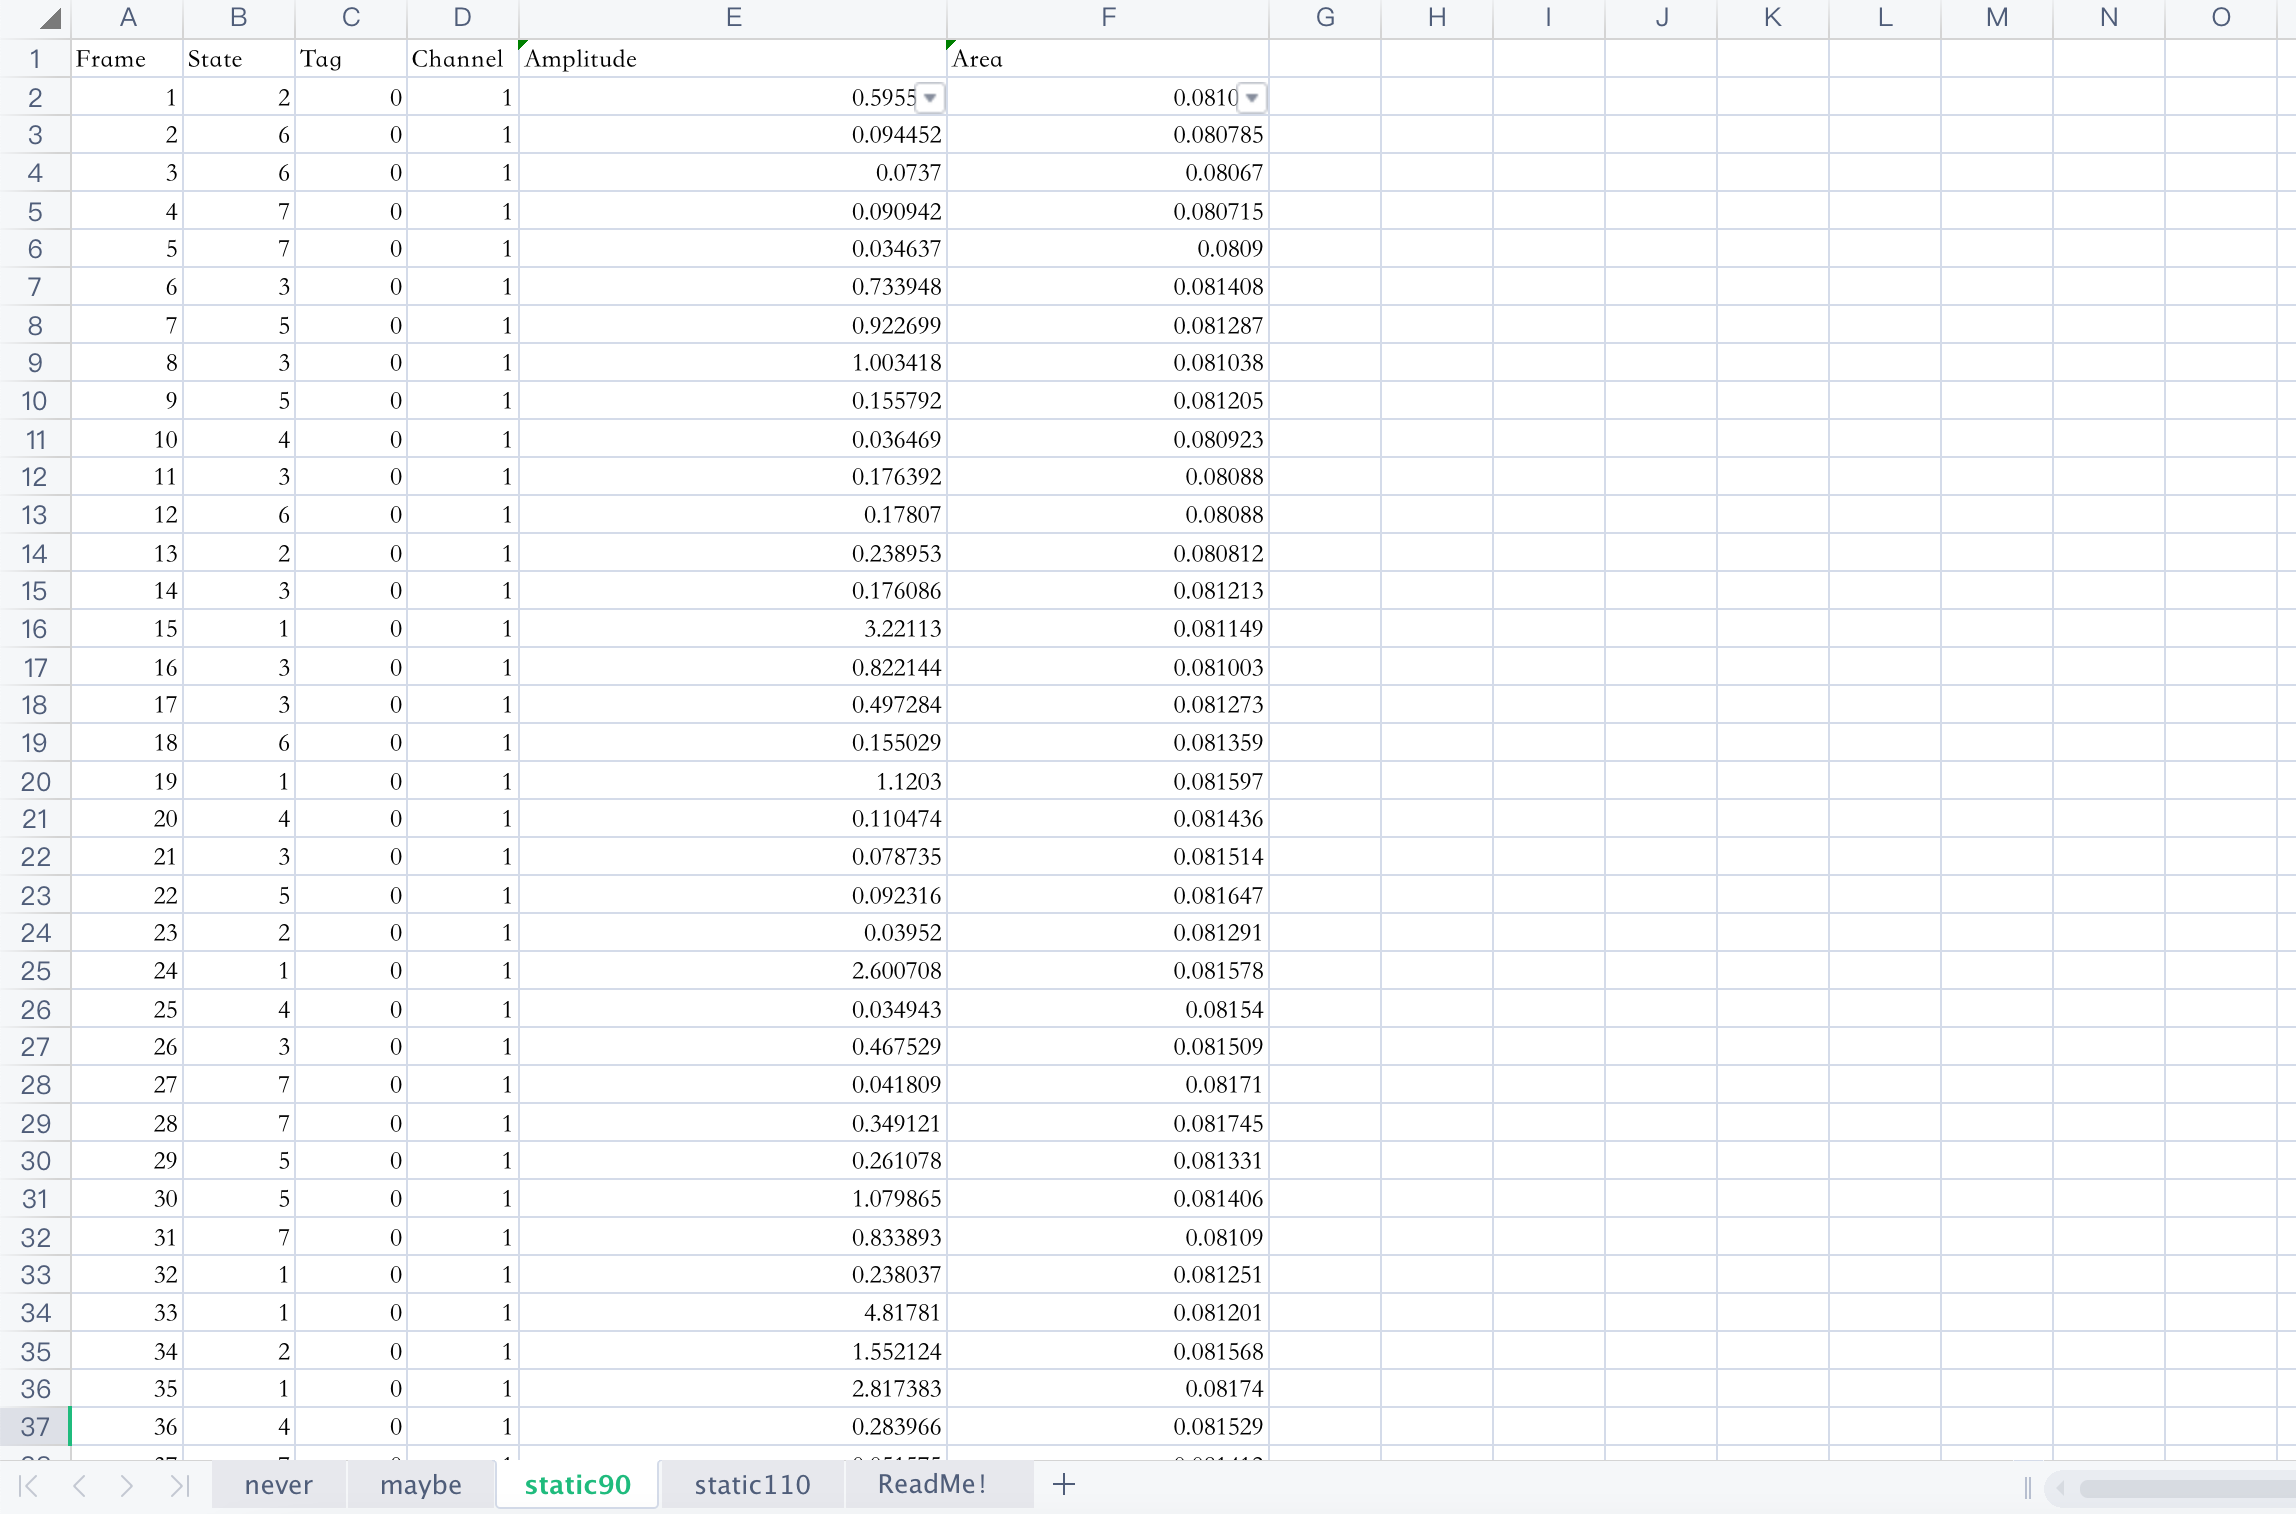 A B C D E F G H I J K L M N O
1 Frame State Tag Channel Amplitude Area
2 1 2 0 1 0.5955 0.0810
3 2 6 0 1 0.094452 0.080785
4 3 6 0 1 0.0737 0.08067
5 4 7 0 1 0.090942 0.080715
6 5 7 0 1 0.034637 0.0809
7 6 3 0 1 0.733948 0.081408
8 7 5 0 1 0.922699 0.081287
9 8 3 0 1 1.003418 0.081038
10 9 5 0 1 0.155792 0.081205
11 10 4 0 1 0.036469 0.080923
12 11 3 0 1 0.176392 0.08088
13 12 6 0 1 0.17807 0.08088
14 13 2 0 1 0.238953 0.080812
15 14 3 0 1 0.176086 0.081213
16 15 1 0 1 3.22113 0.081149
17 16 3 0 1 0.822144 0.081003
18 17 3 0 1 0.497284 0.081273
19 18 6 0 1 0.155029 0.081359
20 19 1 0 1 1.1203 0.081597
21 20 4 0 1 0.110474 0.081436
22 21 3 0 1 0.078735 0.081514
23 22 5 0 1 0.092316 0.081647
24 23 2 0 1 0.03952 0.081291
25 24 1 0 1 2.600708 0.081578
26 25 4 0 1 0.034943 0.08154
27 26 3 0 1 0.467529 0.081509
28 27 7 0 1 0.041809 0.08171
29 28 7 0 1 0.349121 0.081745
30 29 5 0 1 0.261078 0.081331
31 30 5 0 1 1.079865 0.081406
32 31 7 0 1 0.833893 0.08109
33 32 1 0 1 0.238037 0.081251
34 33 1 0 1 4.81781 0.081201
35 34 2 0 1 1.552124 0.081568
36 35 1 0 1 2.817383 0.08174
37 36 4 0 1 0.283966 0.081529
never maybe static90 static110 ReadMe!